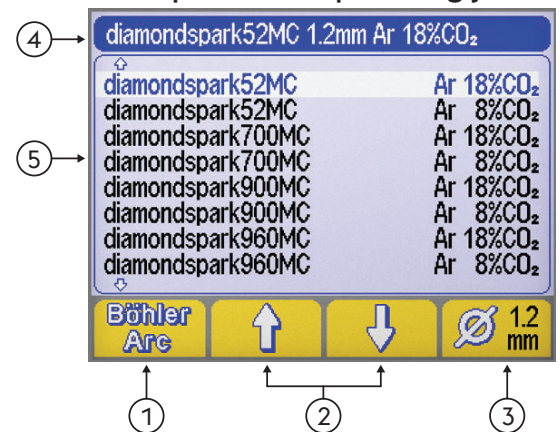 4
diamondspark52MC 1.2mm Ar 18%CO₂
5
diamondspark52MC Ar 18%CO₂
diamondspark52MC Ar 8%CO₂
diamondspark700MC Ar 18%CO₂
diamondspark700MC Ar 8%CO₂
diamondspark900MC Ar 18%CO₂
diamondspark900MC Ar 8%CO₂
diamondspark960MC Ar 18%CO₂
diamondspark960MC Ar 8%CO₂
Böhler Arc
Ø 1.2 mm
1
2
3